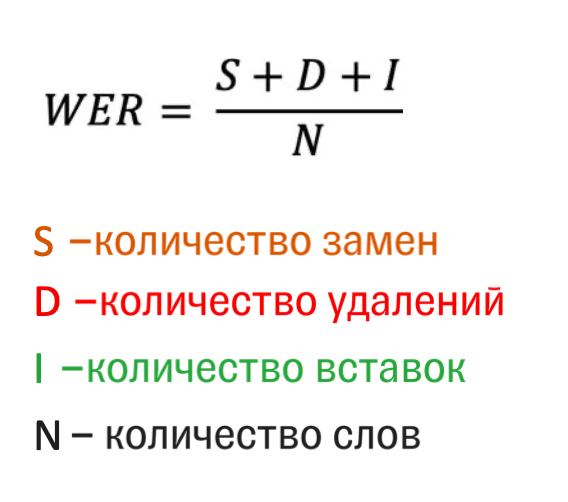 WER = S + D + I / N
S –количество замен
D –количество удалений
I –количество вставок
N – количество слов